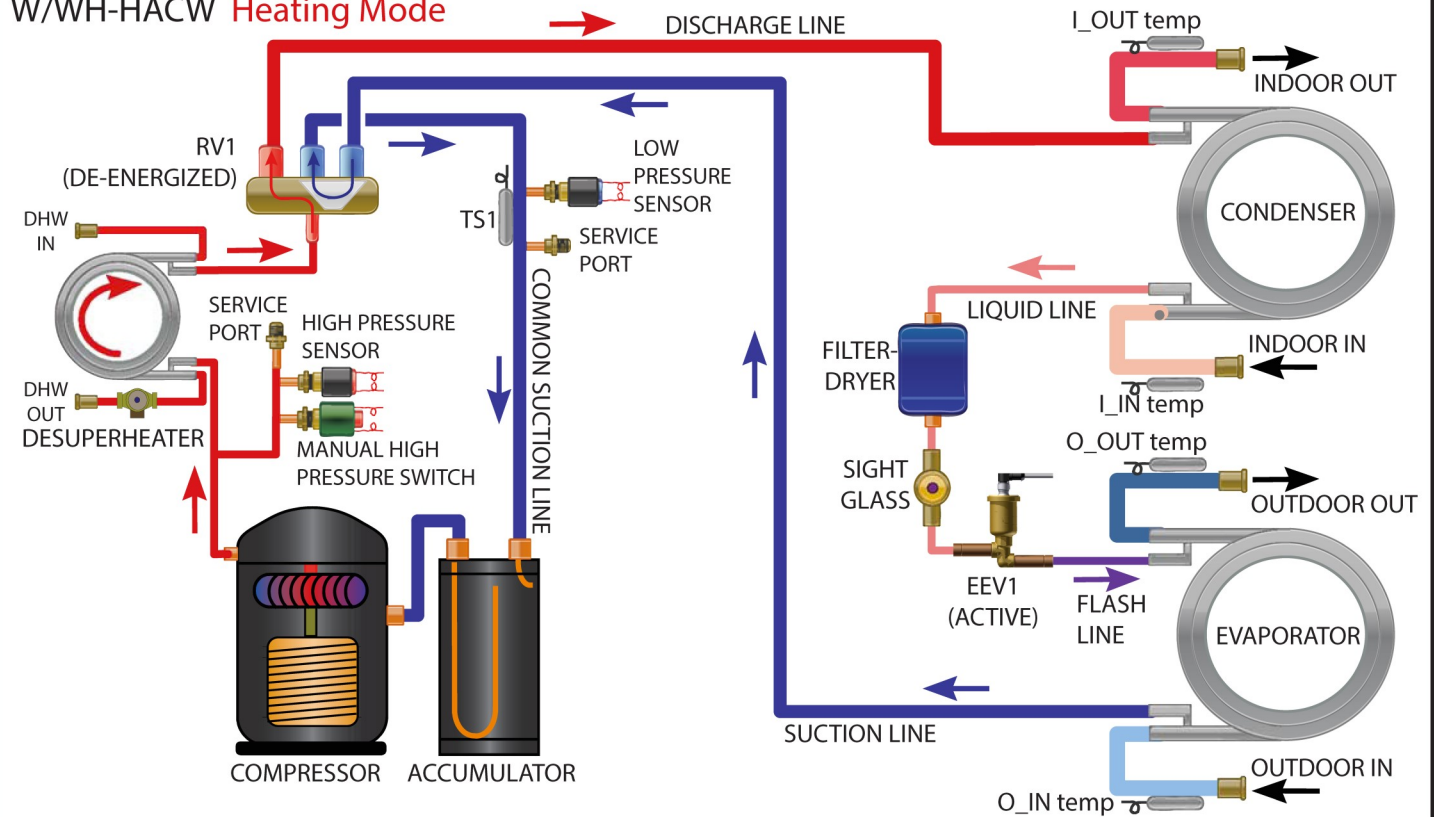 W/WH-HACW Heating Mode
DISCHARGE LINE
I_OUT temp
INDOOR OUT
RV1
(DE-ENERGIZED)
LOW
PRESSURE
SENSOR
TS1
SERVICE
PORT
CONDENSER
DHW
IN
SERVICE
PORT
HIGH PRESSURE
SENSOR
COMMON SUCTION LINE
LIQUID LINE
FILTER-
DRYER
INDOOR IN
I_IN temp
DHW
OUT
DESUPERHEATER
MANUAL HIGH
PRESSURE SWITCH
O_OUT temp
SIGHT
GLASS
OUTDOOR OUT
EEV1
(ACTIVE)
FLASH
LINE
EVAPORATOR
SUCTION LINE
COMPRESSOR
ACCUMULATOR
OUTDOOR IN
O_IN temp